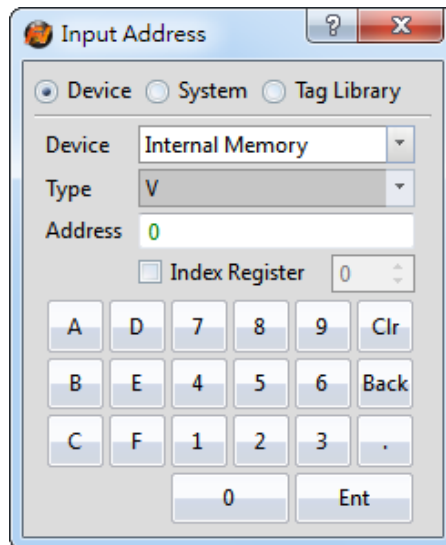 Input Address
Device System Tag Library
Device Internal Memory
Type V
Address 0
Index Register 0
A D 7 8 9 Clr
B E 4 5 6 Back
C F 1 2 3 .
0 Ent